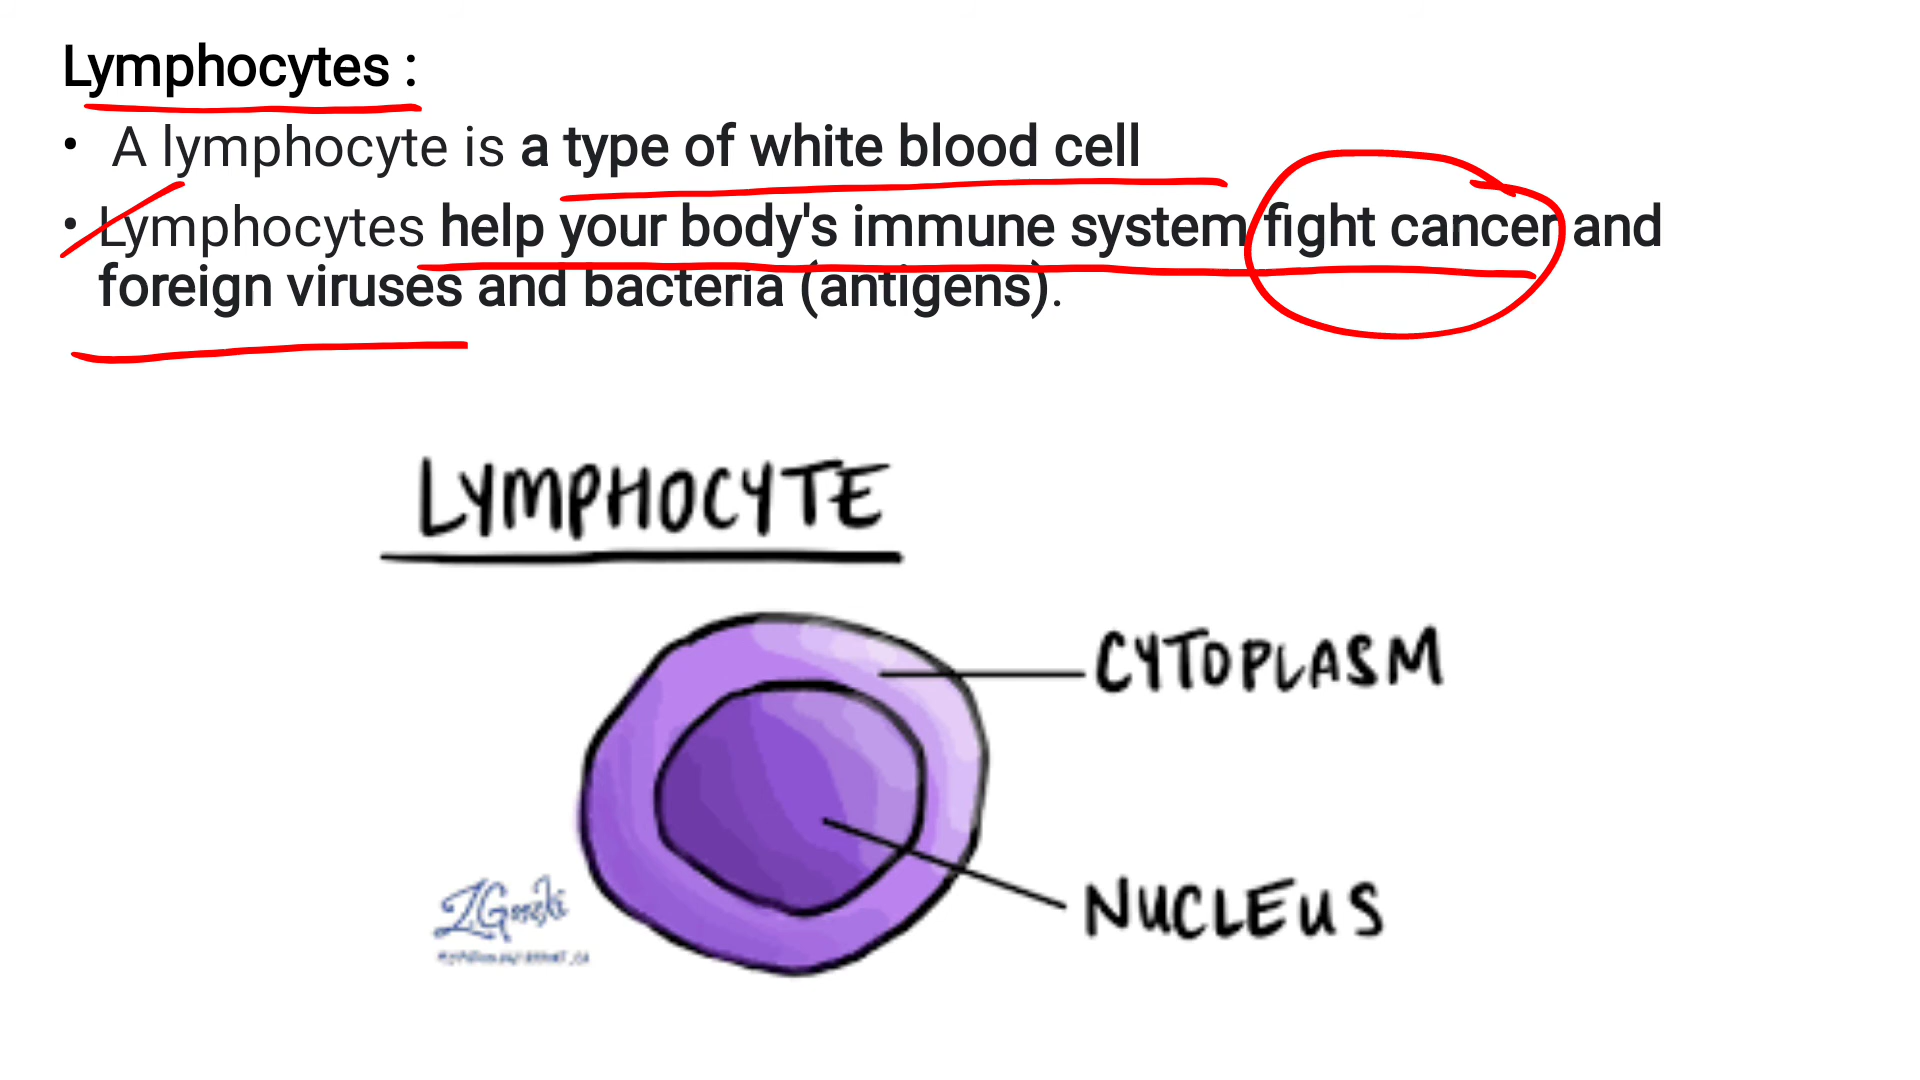 Lymphocytes :
• A lymphocyte is a type of white blood cell
• Lymphocytes help your body's immune system fight cancer and
foreign viruses and bacteria (antigens).
LYMPHOCYTE
CYTOPLASM
NUCLEUS